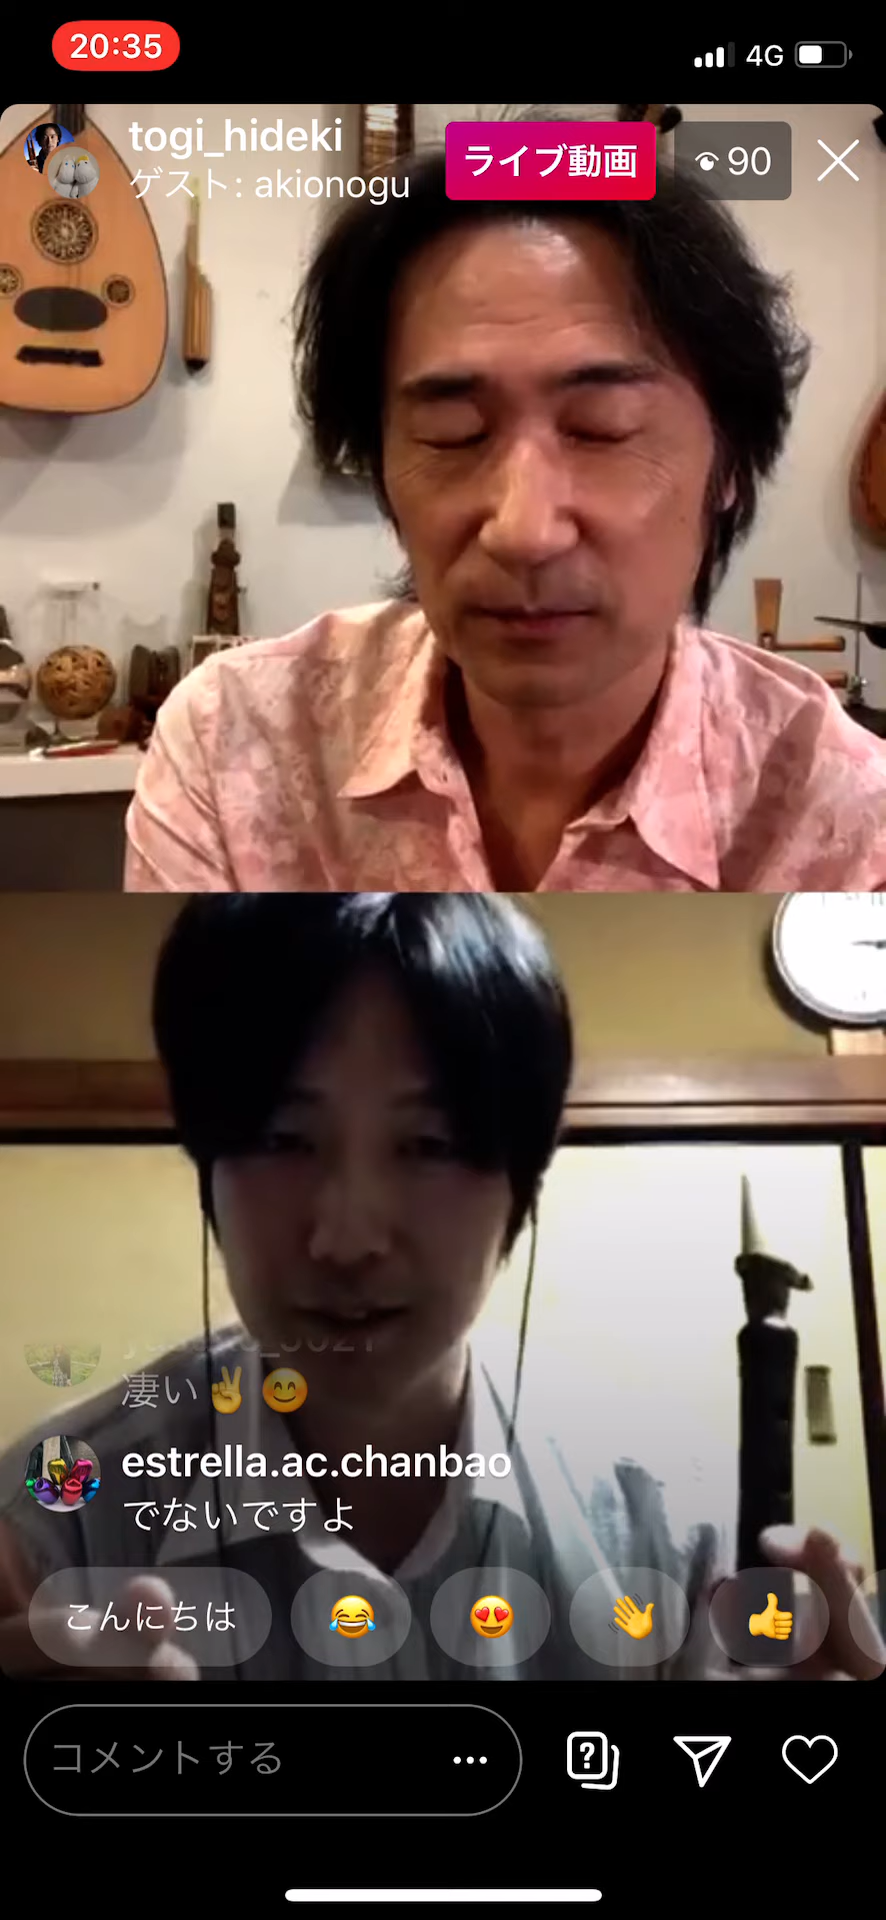 20:35
4G
togi_hideki
ゲスト: akionogu
ライブ動画
90
凄い✌️😊
estrella.ac.chanbao
でないですよ
こんにちは
😂
😍
👋
👍
コメントする